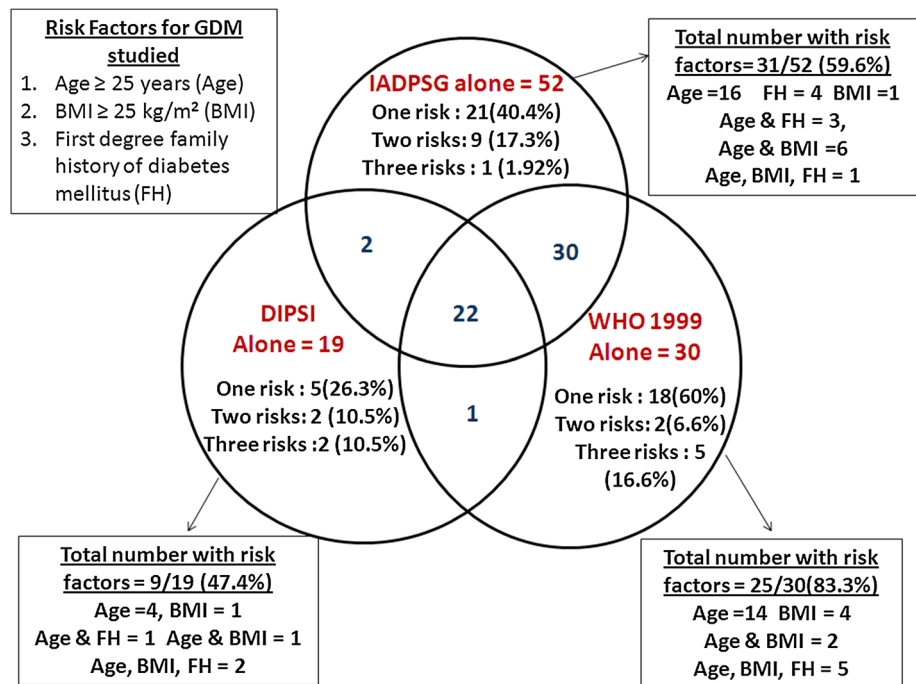 Risk Factors for GDM
studied
1. Age ≥ 25 years (Age)
2. BMI ≥ 25 kg/m² (BMI)
3. First degree family
history of diabetes
mellitus (FH)
IADPSG alone = 52
One risk : 21(40.4%)
Two risks: 9 (17.3%)
Three risks : 1 (1.92%)
Total number with risk
factors= 31/52 (59.6%)
Age =16 FH = 4 BMI =1
Age & FH = 3,
Age & BMI =6
Age, BMI, FH = 1
2
30
22
DIPSI
Alone = 19
One risk : 5(26.3%)
Two risks: 2 (10.5%)
Three risks :2 (10.5%)
1
WHO 1999
Alone = 30
One risk : 18(60%)
Two risks: 2(6.6%)
Three risks : 5
(16.6%)
Total number with risk
factors = 9/19 (47.4%)
Age =4, BMI = 1
Age & FH = 1 Age & BMI = 1
Age, BMI, FH = 2
Total number with risk
factors = 25/30(83.3%)
Age =14 BMI = 4
Age & BMI = 2
Age, BMI, FH = 5